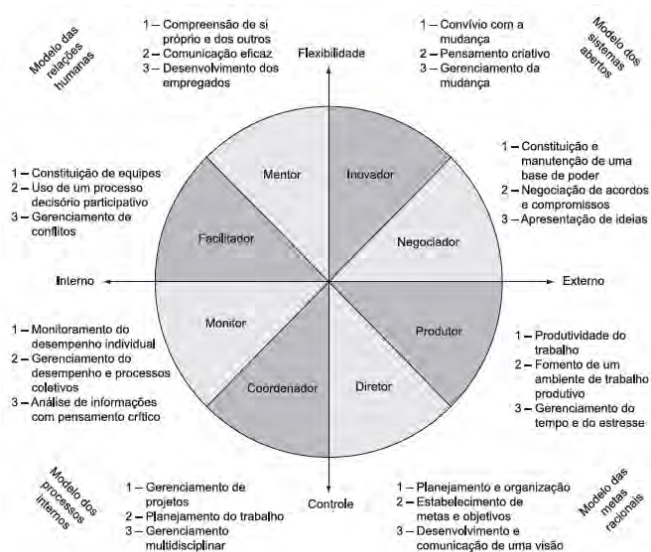 Modelo das
relações
humanas
1 – Compreensão de si
próprio e dos outros
2 – Comunicação eficaz
3 – Desenvolvimento dos
empregados
Flexibilidade
1 – Convívio com a
mudança
2 – Pensamento criativo
3 – Gerenciamento da
mudança
Modelo dos
sistemas
abertos
1 – Constituição de equipes
2 – Uso de um processo
decisório participativo
3 – Gerenciamento de
conflitos
Mentor
Inovador
Facilitador
Negociador
1 – Constituição e
manutenção de uma
base de poder
2 – Negociação de acordos
e compromissos
3 – Apresentação de ideias
Interno
Externo
1 – Monitoramento do
desempenho individual
2 – Gerenciamento do
desempenho e processos
coletivos
3 – Análise de informações
com pensamento crítico
Monitor
Produtor
Coordenador
Diretor
1 – Produtividade do
trabalho
2 – Fomento de um
ambiente de trabalho
produtivo
3 – Gerenciamento do
tempo e do estresse
Modelo dos
processos
internos
1 – Gerenciamento de
projetos
2 – Planejamento do trabalho
3 – Gerenciamento
multidisciplinar
Controle
1 – Planejamento e organização
2 – Estabelecimento de
metas e objetivos
3 – Desenvolvimento e
comunicação de uma visão
Modelo das
metas
racionais